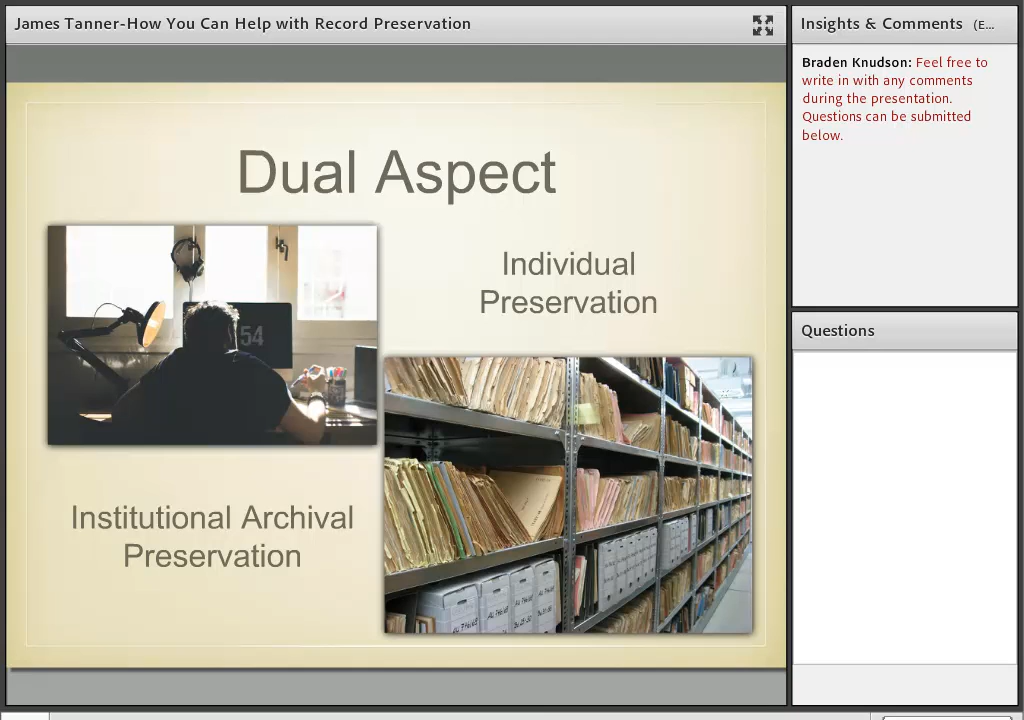 James Tanner-How You Can Help with Record Preservation
Insights & Comments (E...
Braden Knudson: Feel free to
write in with any comments
during the presentation.
Questions can be submitted
below.
Dual Aspect
54
Individual
Preservation
Institutional Archival
Preservation
Questions